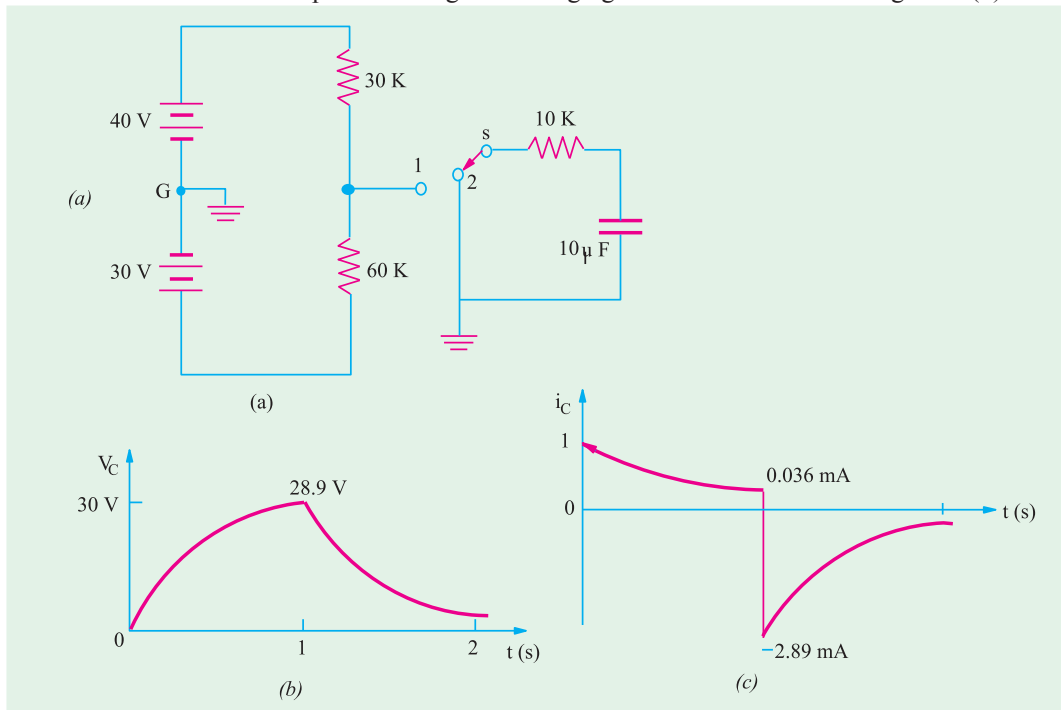 30 K
10 K
40 V
s
1
2
(a)
G
10 µ F
30 V
60 K
(a)
i_C
V_C
1
28.9 V
0.036 mA
30 V
0
t (s)
0
1
2
t (s)
–2.89 mA
(b)
(c)